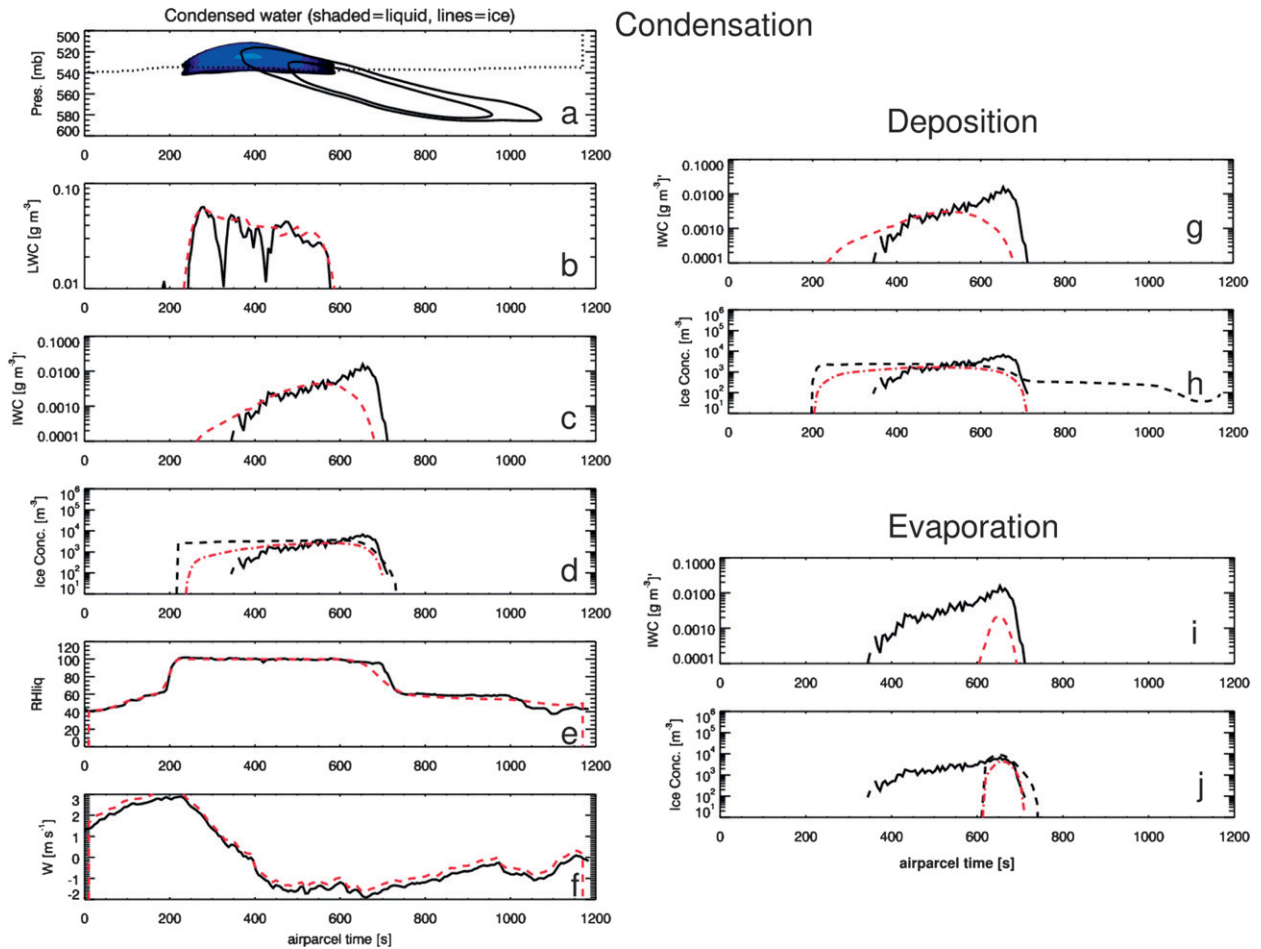 Condensed water (shaded=liquid, lines=ice)
Condensation
Pres. [mb]
500
520
540
560
580
600
a
0 200 400 600 800 1000 1200
LWC [g m⁻³]
0.10
0.01
b
0 200 400 600 800 1000 1200
IWC [g m⁻³]'
0.1000
0.0100
0.0010
0.0001
c
0 200 400 600 800 1000 1200
Ice Conc. [m⁻³]
10⁶
10⁵
10⁴
10³
10²
10¹
d
0 200 400 600 800 1000 1200
RHliq
120
100
80
60
40
20
0
e
0 200 400 600 800 1000 1200
W [m s⁻¹]
3
2
1
0
-1
-2
f
0 200 400 600 800 1000 1200
airparcel time [s]
Deposition
IWC [g m⁻³]'
0.1000
0.0100
0.0010
0.0001
g
0 200 400 600 800 1000 1200
Ice Conc. [m⁻³]
10⁶
10⁵
10⁴
10³
10²
10¹
h
0 200 400 600 800 1000 1200
Evaporation
IWC [g m⁻³]'
0.1000
0.0100
0.0010
0.0001
i
0 200 400 600 800 1000 1200
Ice Conc. [m⁻³]
10⁶
10⁵
10⁴
10³
10²
10¹
j
0 200 400 600 800 1000 1200
airparcel time [s]